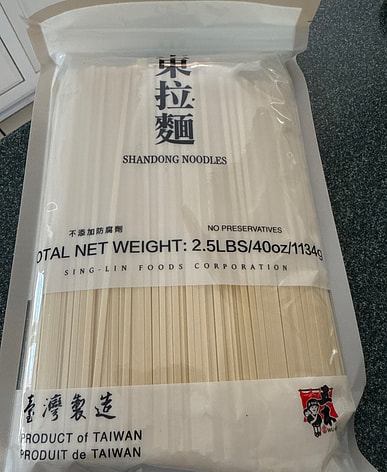 東拉麵
SHANDONG NOODLES
不添加防腐劑
NO PRESERVATIVES
OTAL NET WEIGHT: 2.5LBS/40oz/1134g
SING-LIN FOODS CORPORATION
臺灣製造
PRODUCT of TAIWAN
PRODUIT de TAIWAN